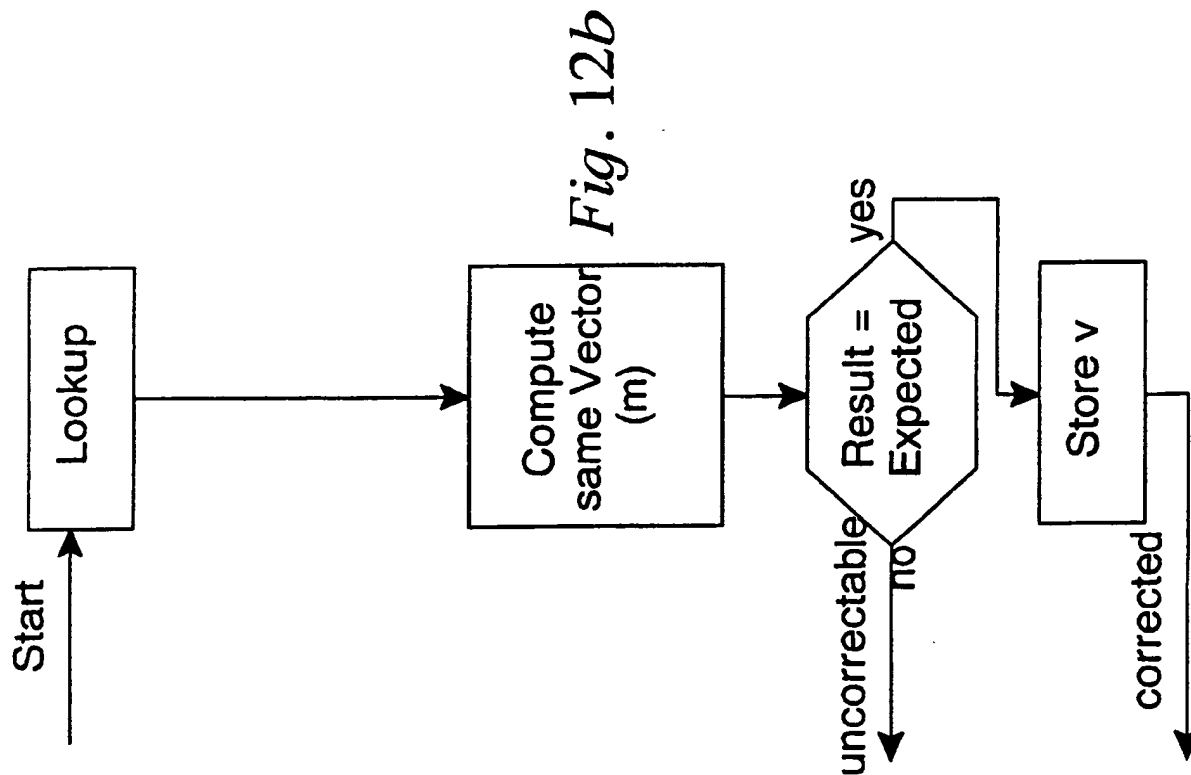 Start
Lookup
Compute
same Vector
(m)
Fig. 12b
Result =
Expected
yes
uncorrectable
no
Store v
corrected